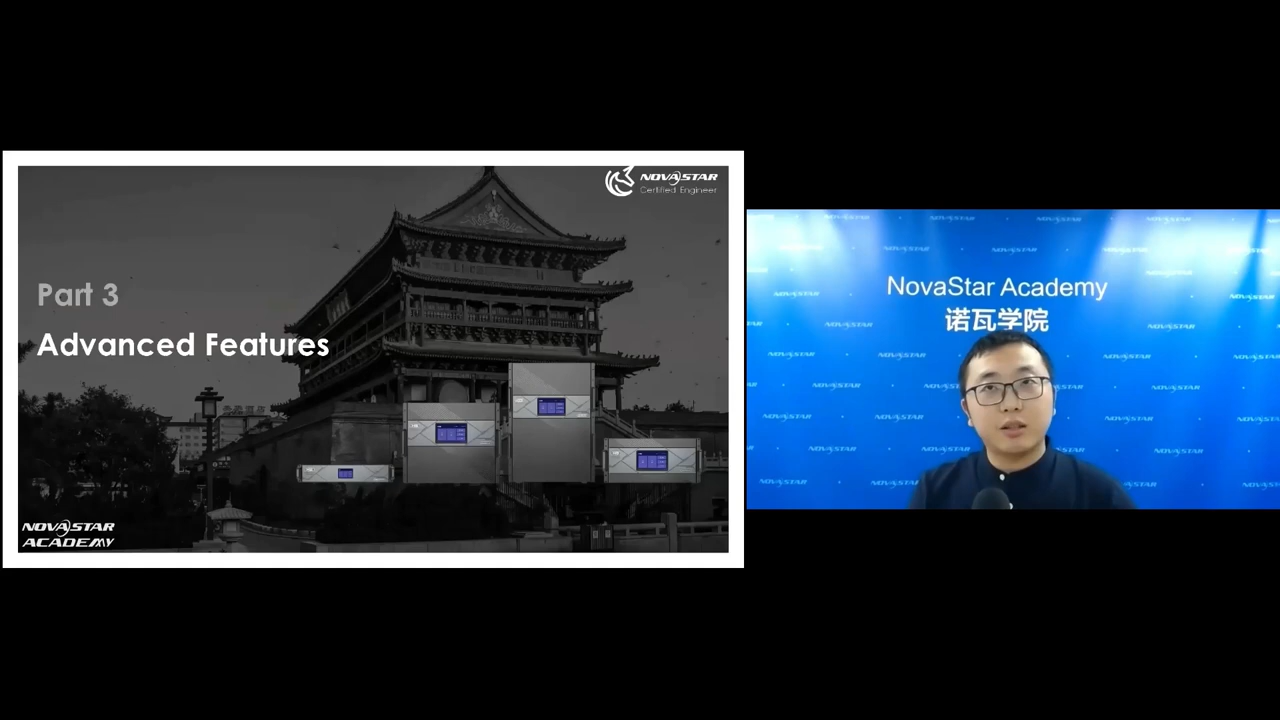 NOVASTAR
Certified Engineer
Part 3
Advanced Features
NOVASTAR
ACADEMY
NovaStar Academy
诺瓦学院